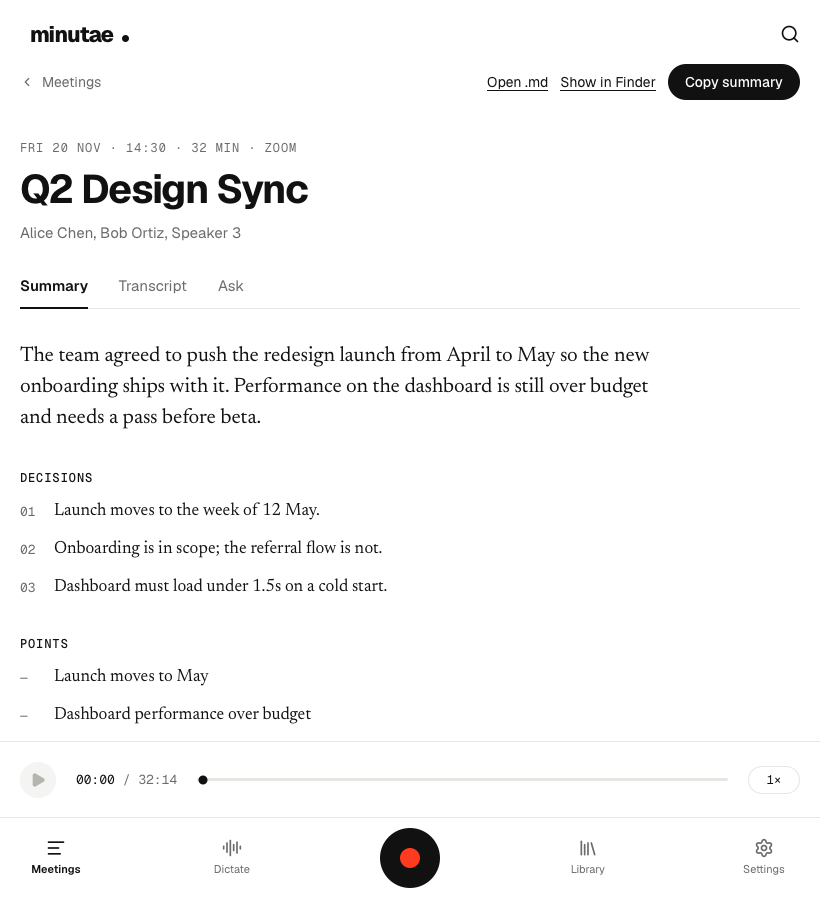 minutae
Meetings
Open .md
Show in Finder
Copy summary
FRI 20 NOV · 14:30 · 32 MIN · ZOOM
Q2 Design Sync
Alice Chen, Bob Ortiz, Speaker 3
Summary
Transcript
Ask
The team agreed to push the redesign launch from April to May so the new
onboarding ships with it. Performance on the dashboard is still over budget
and needs a pass before beta.
DECISIONS
01 Launch moves to the week of 12 May.
02 Onboarding is in scope; the referral flow is not.
03 Dashboard must load under 1.5s on a cold start.
POINTS
– Launch moves to May
– Dashboard performance over budget
00:00 / 32:14
1×
Meetings
Dictate
Library
Settings